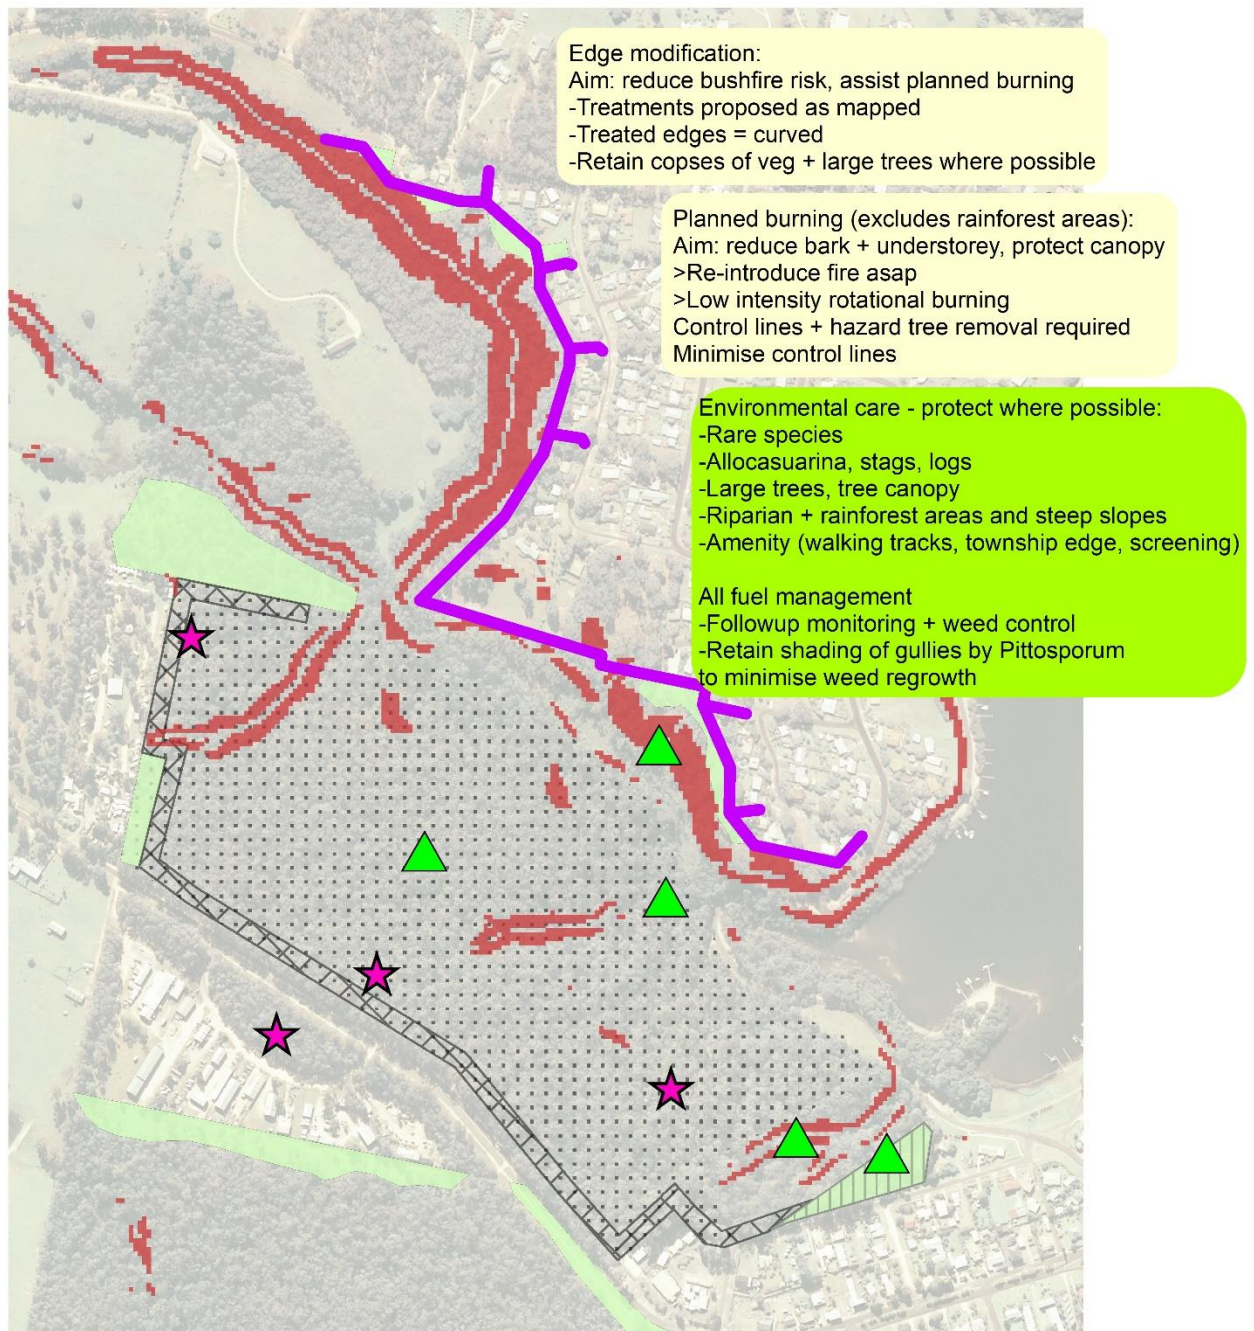 Edge modification:
Aim: reduce bushfire risk, assist planned burning
-Treatments proposed as mapped
-Treated edges = curved
-Retain copses of veg + large trees where possible
Planned burning (excludes rainforest areas):
Aim: reduce bark + understorey, protect canopy
>Re-introduce fire asap
>Low intensity rotational burning
Control lines + hazard tree removal required
Minimise control lines
Environmental care - protect where possible:
-Rare species
-Allocasuarina, stags, logs
-Large trees, tree canopy
-Riparian + rainforest areas and steep slopes
-Amenity (walking tracks, township edge, screening)
All fuel management
-Followup monitoring + weed control
-Retain shading of gullies by Pittosporum
to minimise weed regrowth